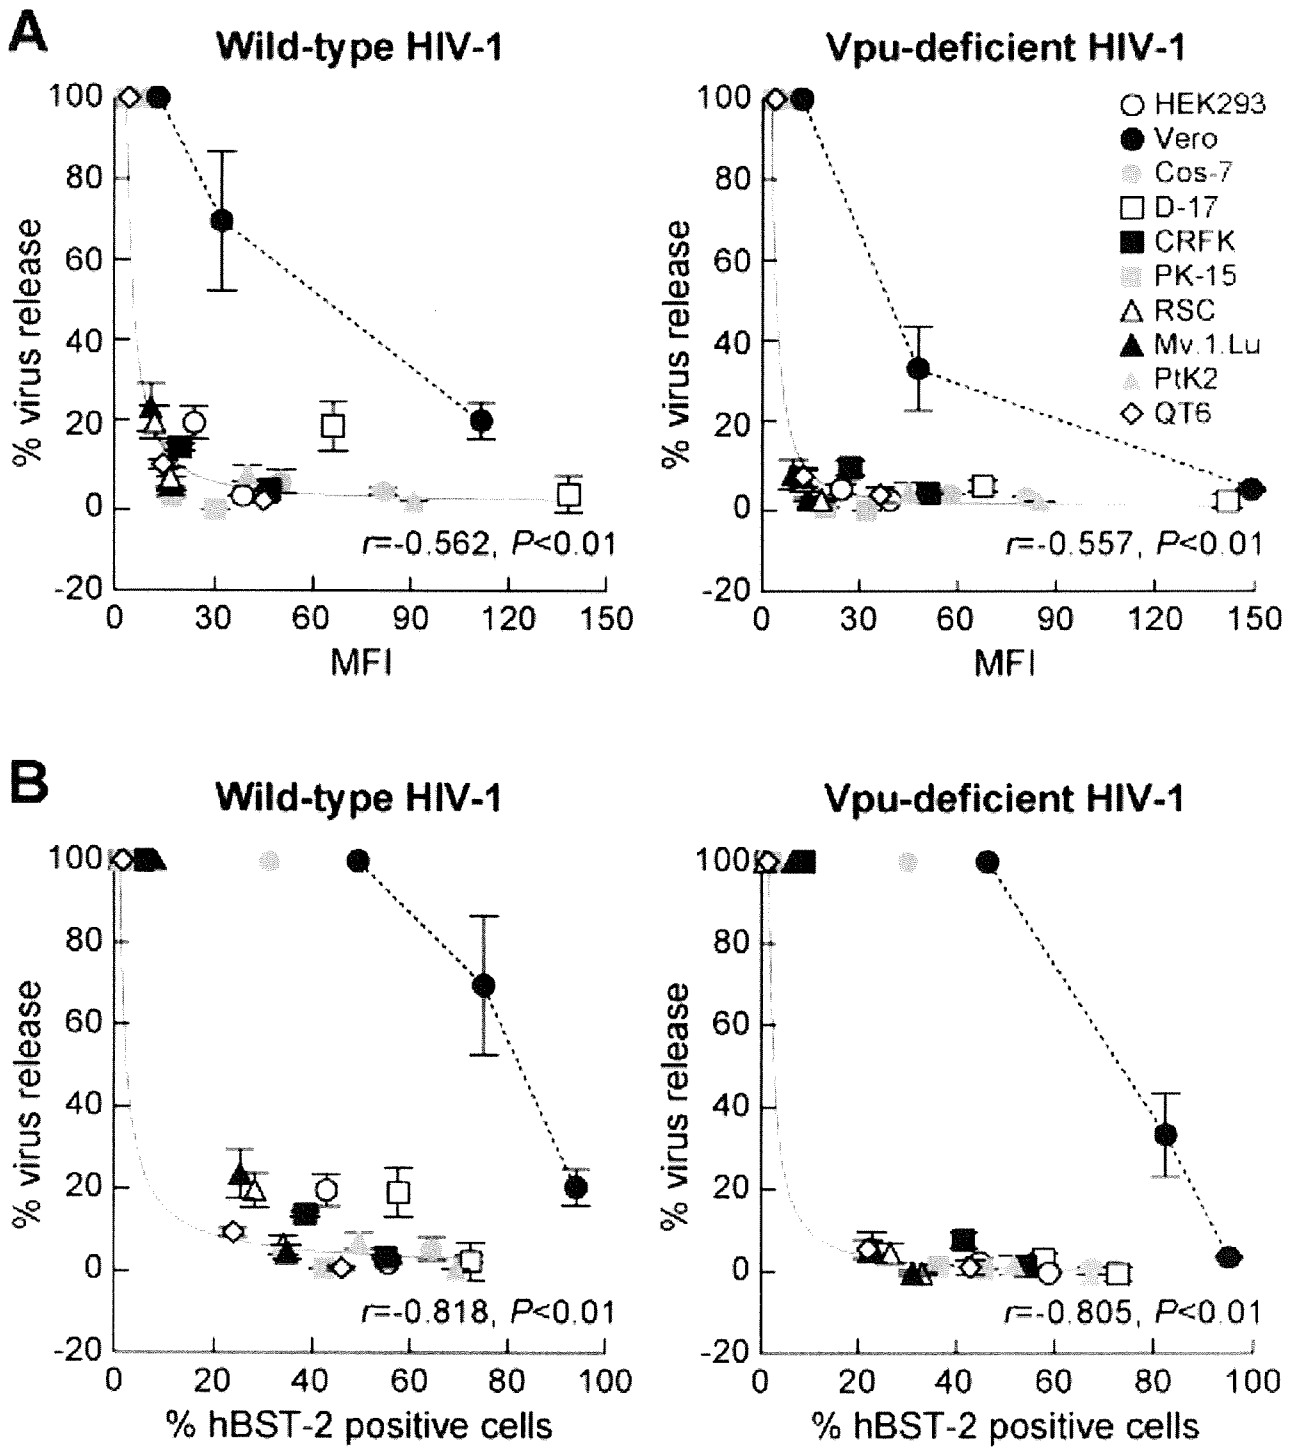 A
Wild-type HIV-1
Vpu-deficient HIV-1
% virus release
100
80
60
40
20
0
-20
r=-0.562, P<0.01
0 30 60 90 120 150
MFI
% virus release
100
80
60
40
20
0
-20
HEK293
Vero
Cos-7
D-17
CRFK
PK-15
RSC
Mv.1.Lu
PtK2
QT6
r=-0.557, P<0.01
0 30 60 90 120 150
MFI
B
Wild-type HIV-1
Vpu-deficient HIV-1
% virus release
100
80
60
40
20
0
-20
r=-0.818, P<0.01
0 20 40 60 80 100
% hBST-2 positive cells
% virus release
100
80
60
40
20
0
-20
r=-0.805, P<0.01
0 20 40 60 80 100
% hBST-2 positive cells